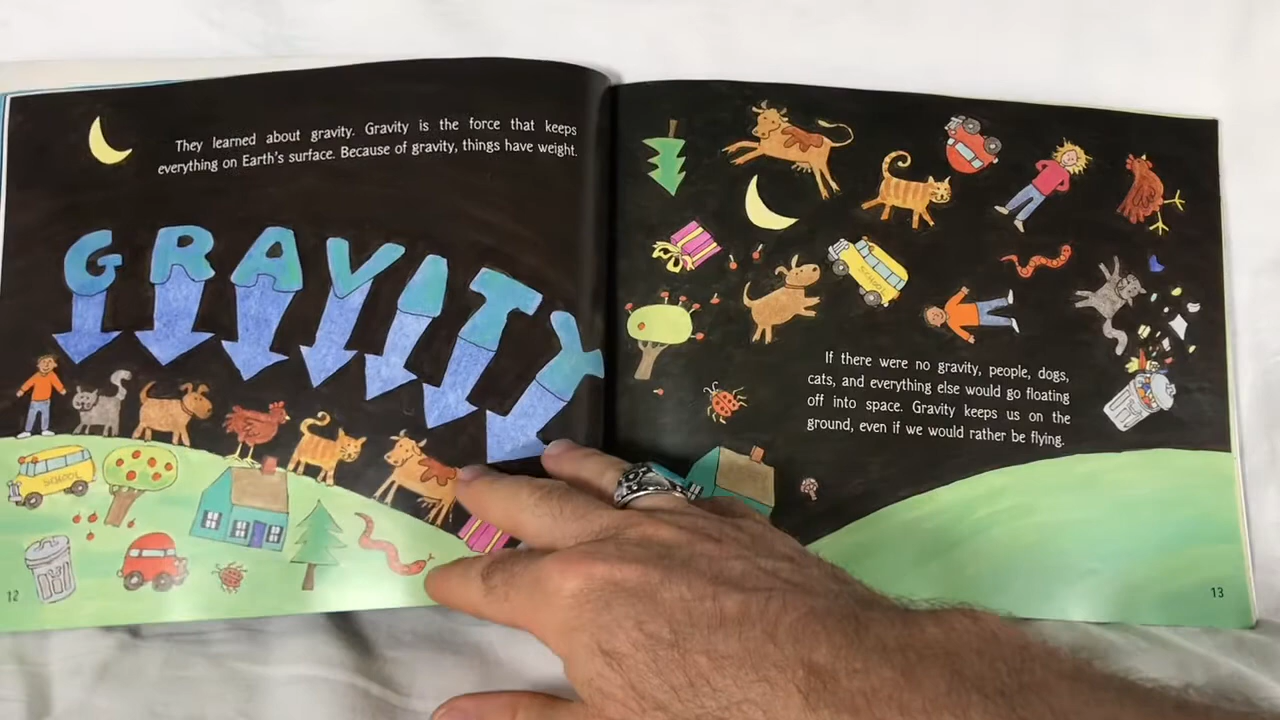 They learned about gravity. Gravity is the force that keeps
everything on Earth's surface. Because of gravity, things have weight.
GRAVITY
SCHOOL
12
SCHOOL
If there were no gravity, people, dogs,
cats, and everything else would go floating
off into space. Gravity keeps us on the
ground, even if we would rather be flying.
13